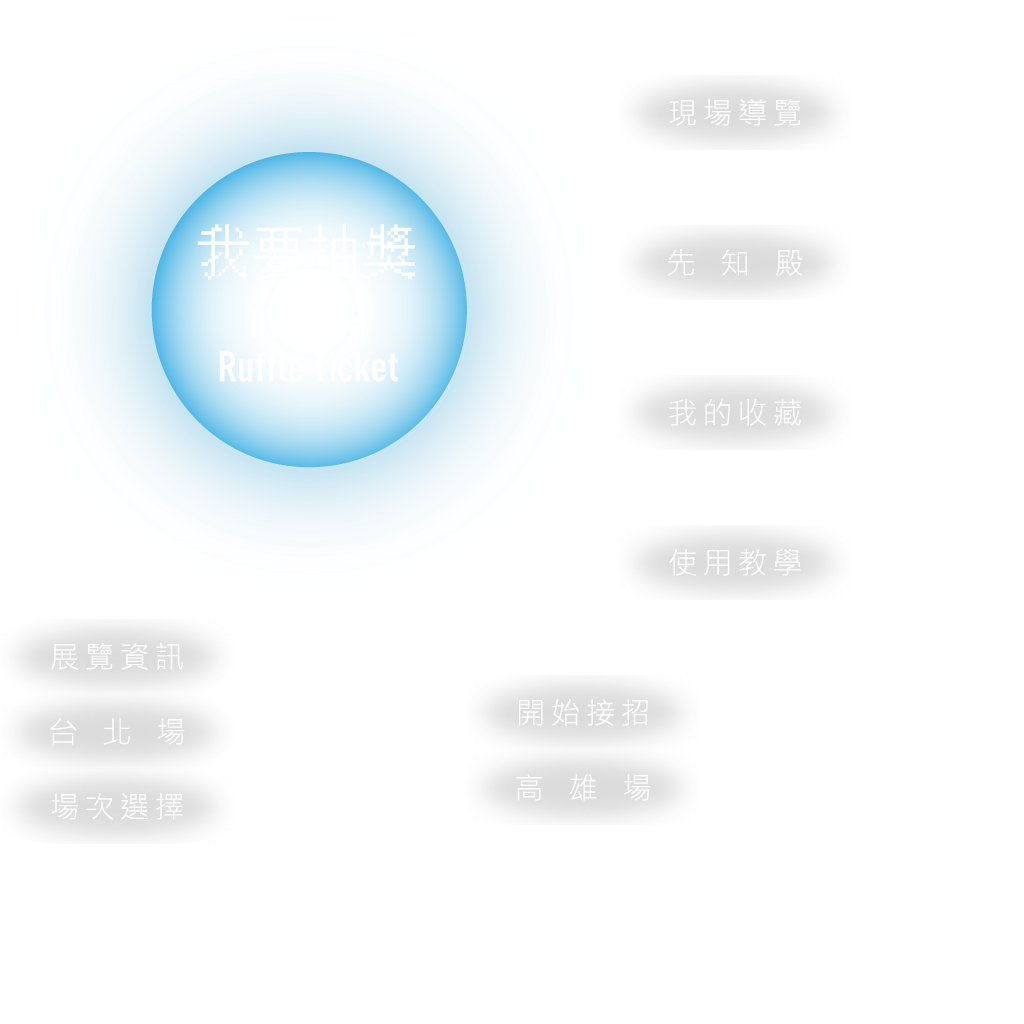 我要抽獎
Ruffle Ticket
現場導覽
先知殿
我的收藏
使用教學
展覽資訊
台北場
場次選擇
開始接招
高雄場